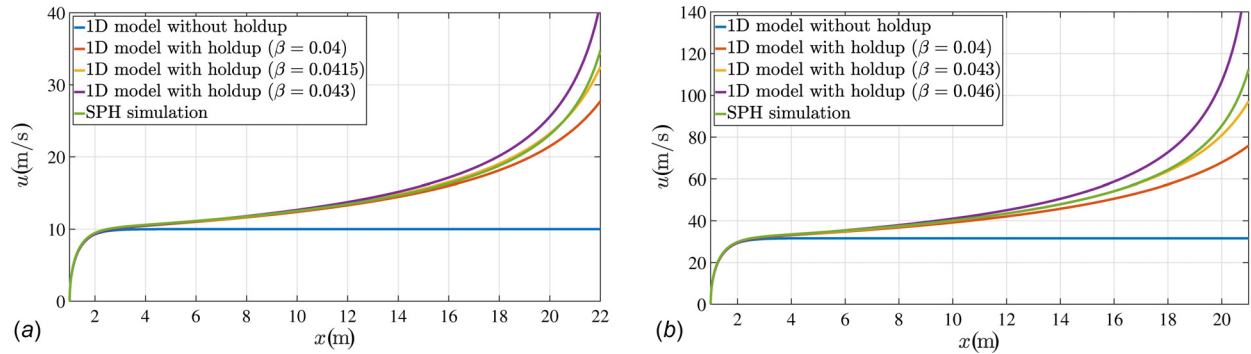 40
30
20
10
0
u(m/s)
1D model without holdup
1D model with holdup (β = 0.04)
1D model with holdup (β = 0.0415)
1D model with holdup (β = 0.043)
SPH simulation
2 4 6 8 10 12 14 16 18 20 22
x(m)
(a)
140
120
100
80
60
40
20
0
u(m/s)
1D model without holdup
1D model with holdup (β = 0.04)
1D model with holdup (β = 0.043)
1D model with holdup (β = 0.046)
SPH simulation
2 4 6 8 10 12 14 16 18 20
x(m)
(b)